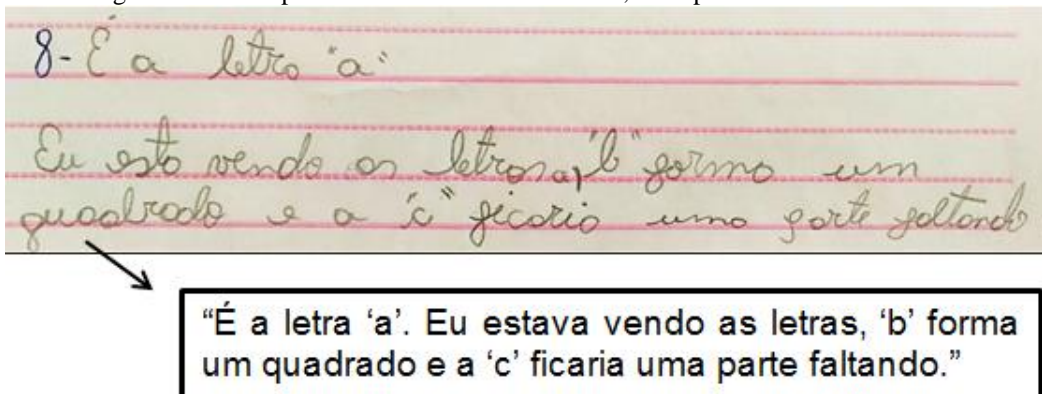 8- É a letra "a"
Eu esto vendo as letras a, "b" forma um
quadrado e a "c" ficaria uma parte faltando
“É a letra ‘a’. Eu estava vendo as letras, ‘b’ forma
um quadrado e a ‘c’ ficaria uma parte faltando.”